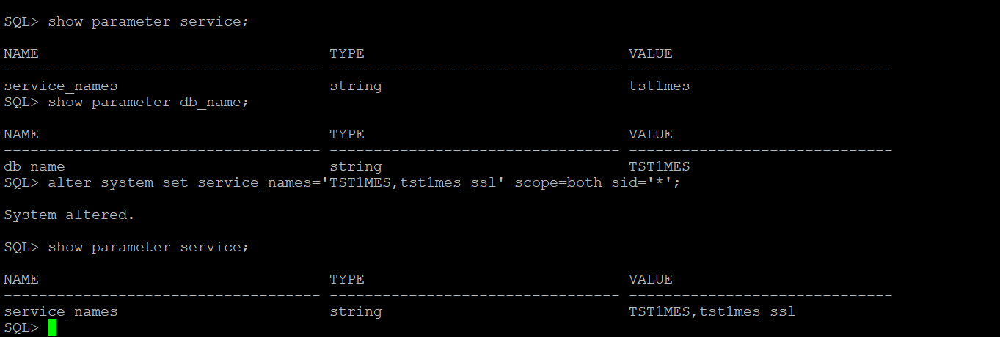 SQL> show parameter service;
NAME TYPE VALUE
------------------------------------ --------------------------------- ------------------------------
service_names string tst1mes
SQL> show parameter db_name;
NAME TYPE VALUE
------------------------------------ --------------------------------- ------------------------------
db_name string TST1MES
SQL> alter system set service_names='TST1MES,tst1mes_ssl' scope=both sid='*';
System altered.
SQL> show parameter service;
NAME TYPE VALUE
------------------------------------ --------------------------------- ------------------------------
service_names string TST1MES,tst1mes_ssl
SQL>